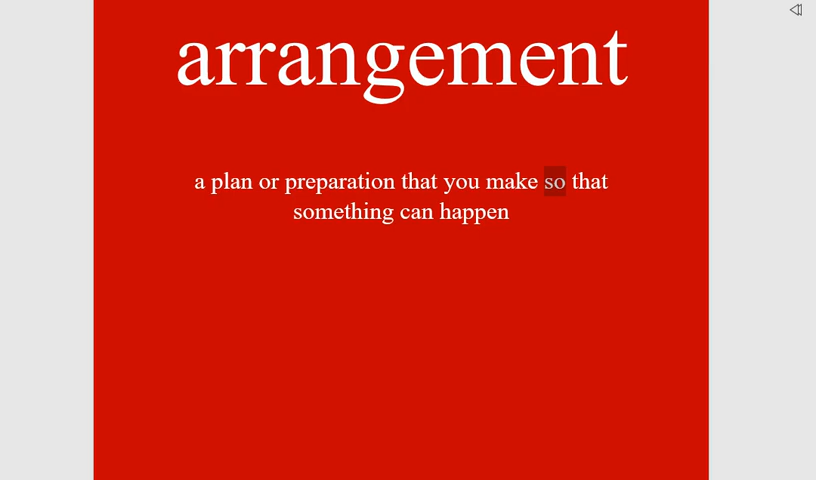 arrangement
a plan or preparation that you make so that
something can happen